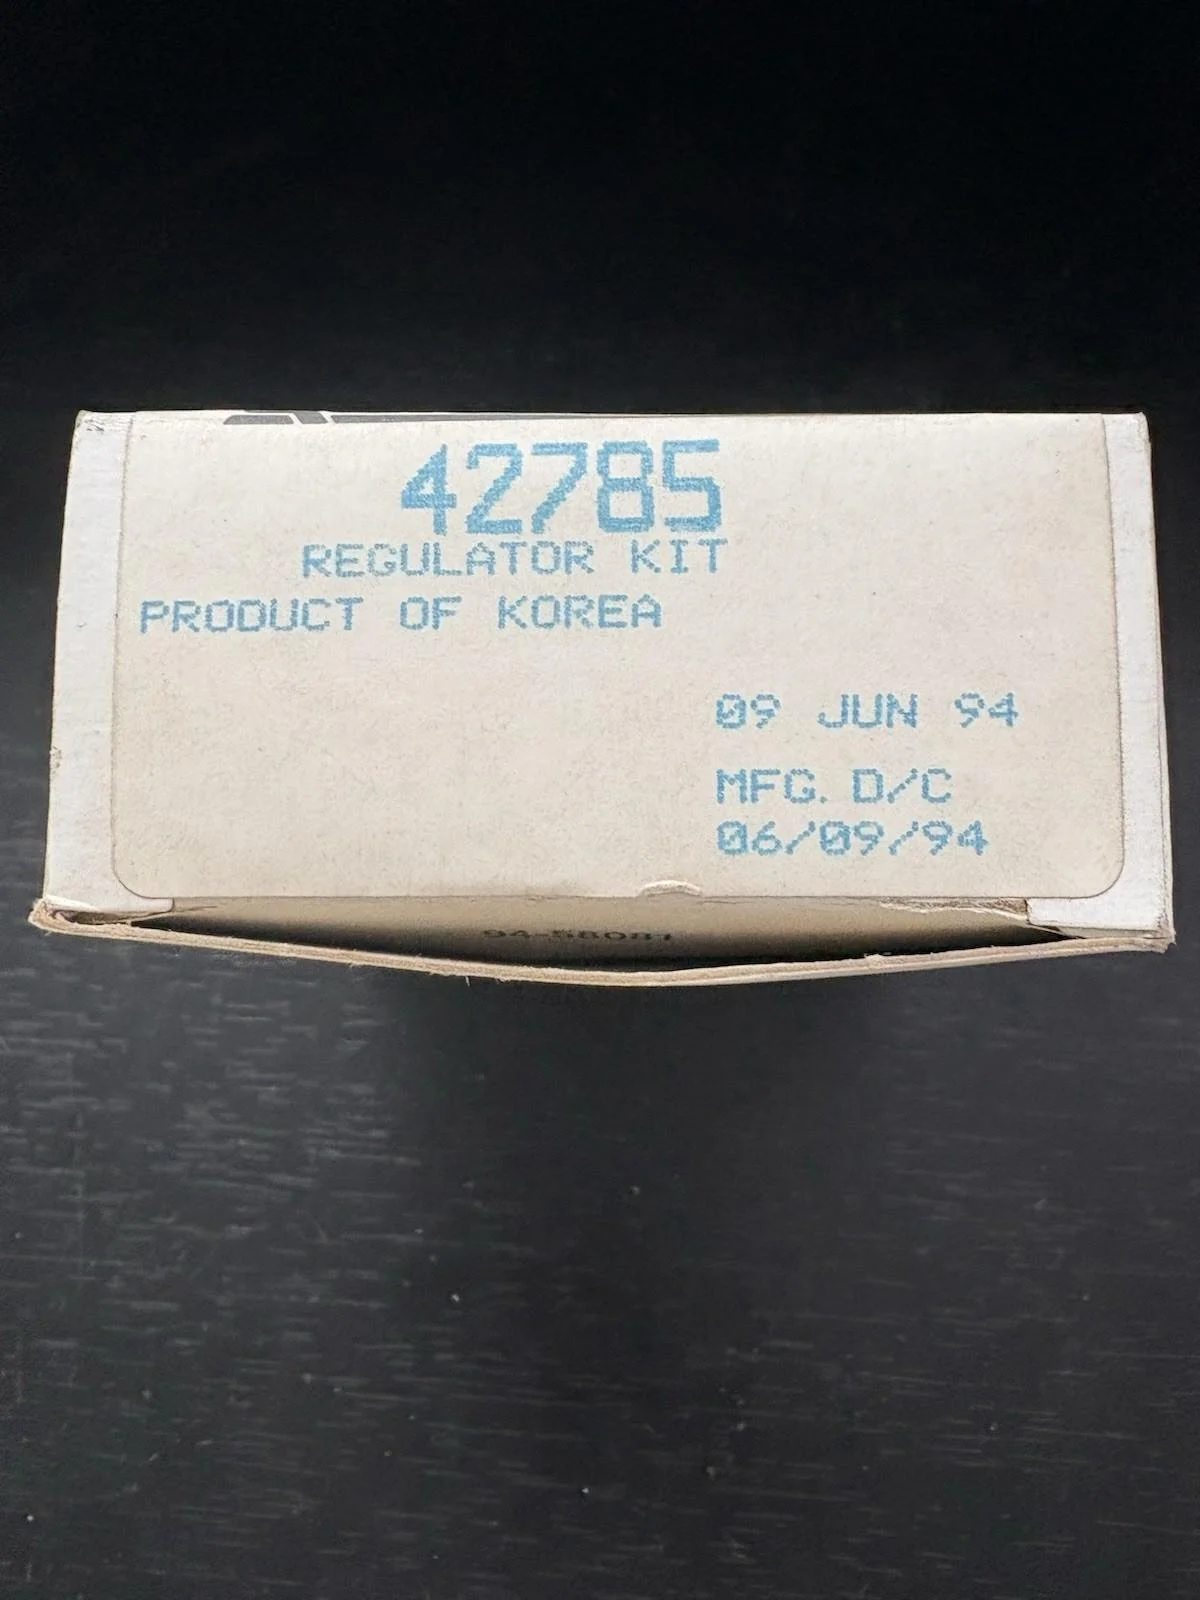 42785
REGULATOR KIT
PRODUCT OF KOREA
09 JUN 94
MFG. D/C
06/09/94